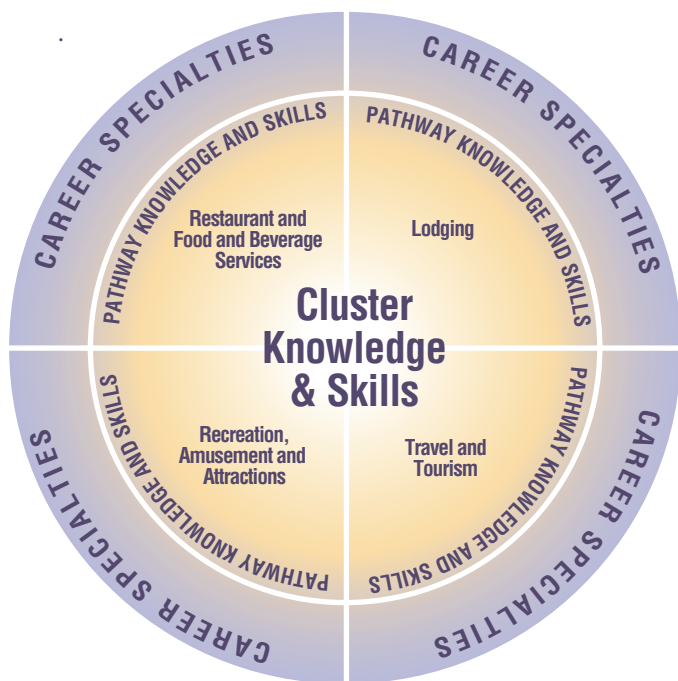 CAREER SPECIALTIES
CAREER SPECIALTIES
PATHWAY KNOWLEDGE AND SKILLS
PATHWAY KNOWLEDGE AND SKILLS
Restaurant and
Food and Beverage
Services
Lodging
Cluster
Knowledge
& Skills
Recreation,
Amusement and
Attractions
Travel and
Tourism
PATHWAY KNOWLEDGE AND SKILLS
PATHWAY KNOWLEDGE AND SKILLS
CAREER SPECIALTIES
CAREER SPECIALTIES